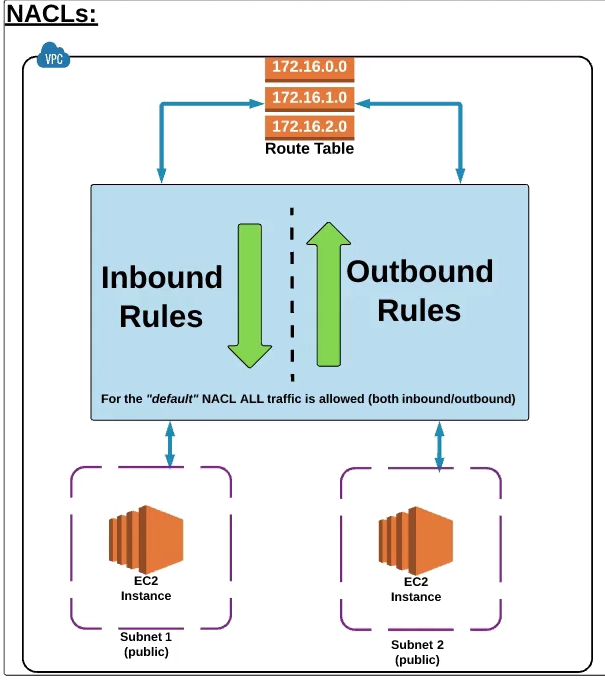 NACLs:
VPC
172.16.0.0
172.16.1.0
172.16.2.0
Route Table
Inbound
Rules
Outbound
Rules
For the "default" NACL ALL traffic is allowed (both inbound/outbound)
EC2
Instance
Subnet 1
(public)
EC2
Instance
Subnet 2
(public)